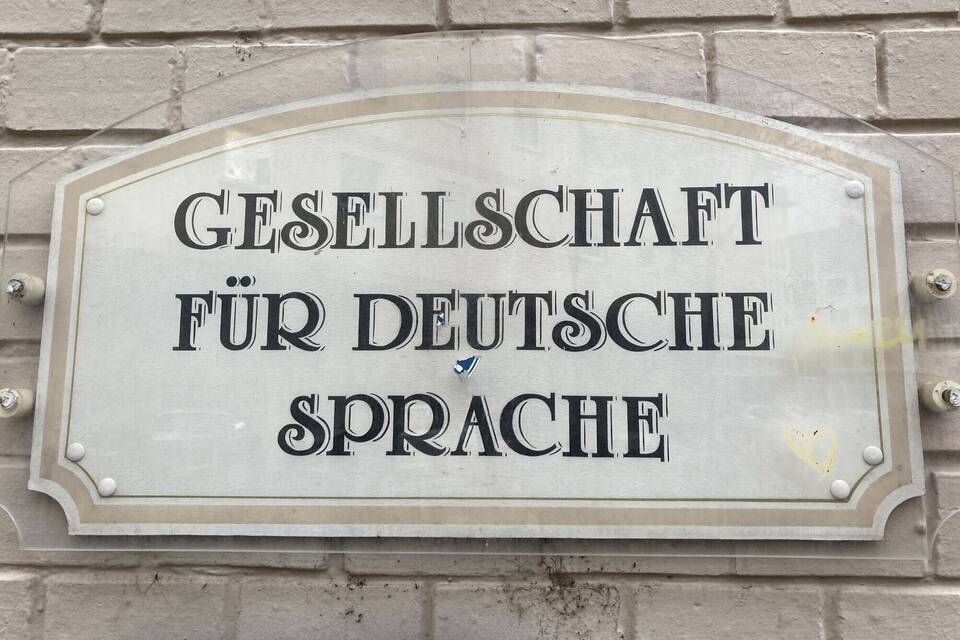 GESELLSCHAFT
FÜR DEUTSCHE
SPRACHE